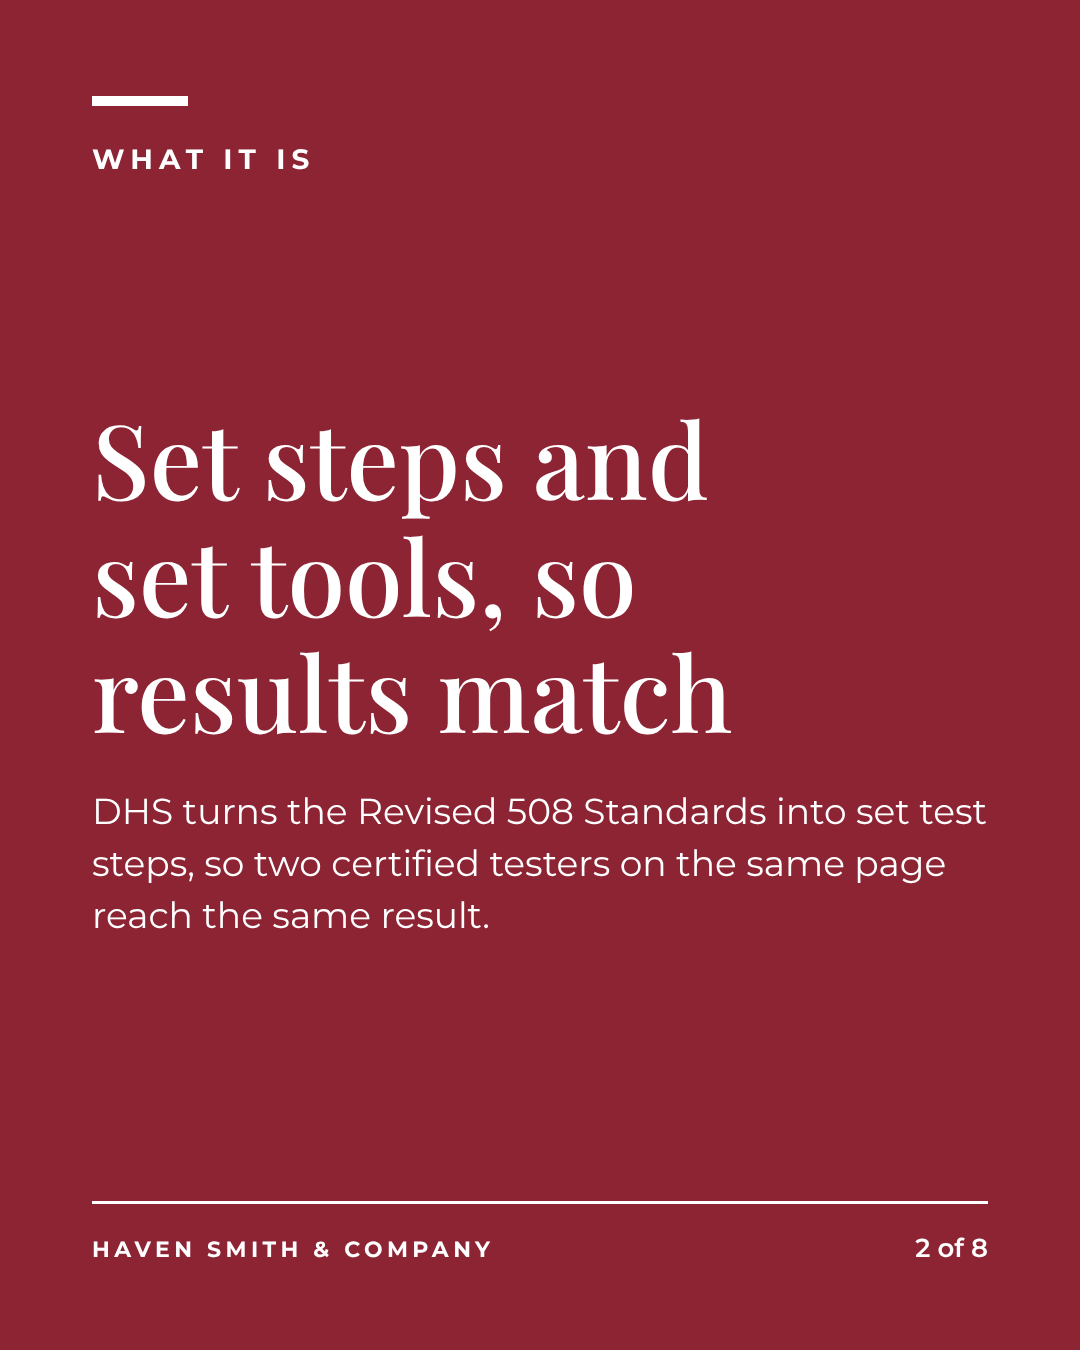 WHAT IT IS
Set steps and
set tools, so
results match
DHS turns the Revised 508 Standards into set test
steps, so two certified testers on the same page
reach the same result.
HAVEN SMITH & COMPANY
2 of 8